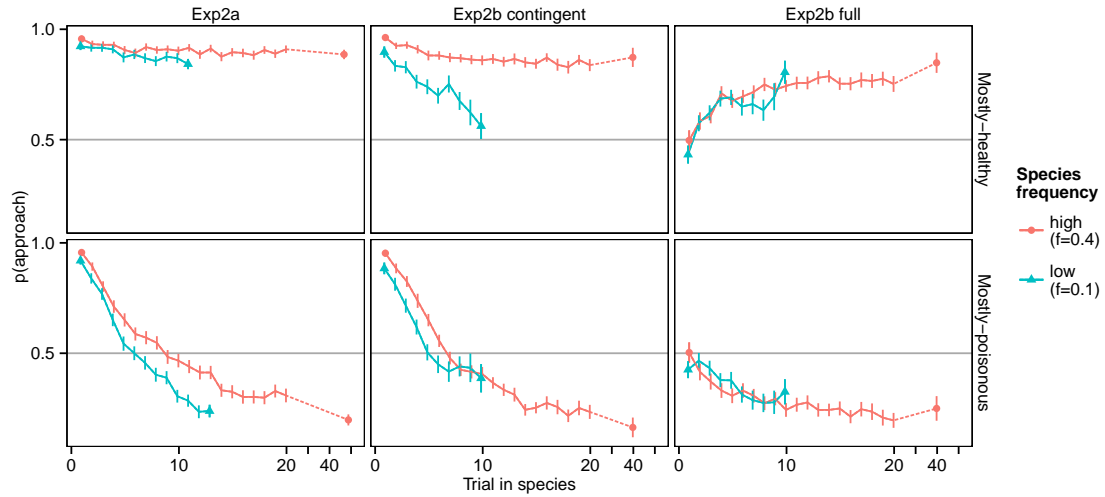 Exp2a Exp2b contingent Exp2b full
1.0
0.5
Mostly−healthy
1.0
0.5
Mostly−poisonous
p(approach)
0 10 20 40 0 10 20 40 0 10 20 40
Trial in species
Species
frequency
high
(f=0.4)
low
(f=0.1)